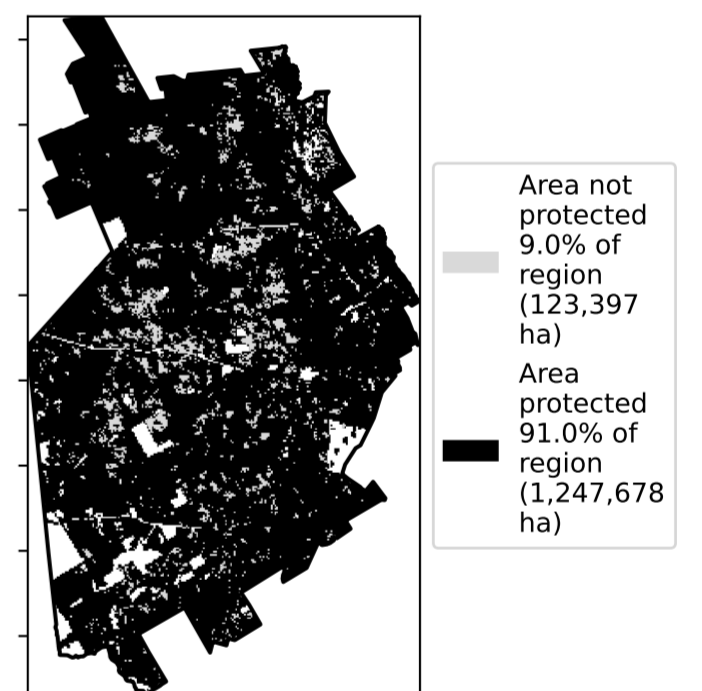 Area not
protected
9.0% of
region
(123,397
ha)
Area
protected
91.0% of
region
(1,247,678
ha)